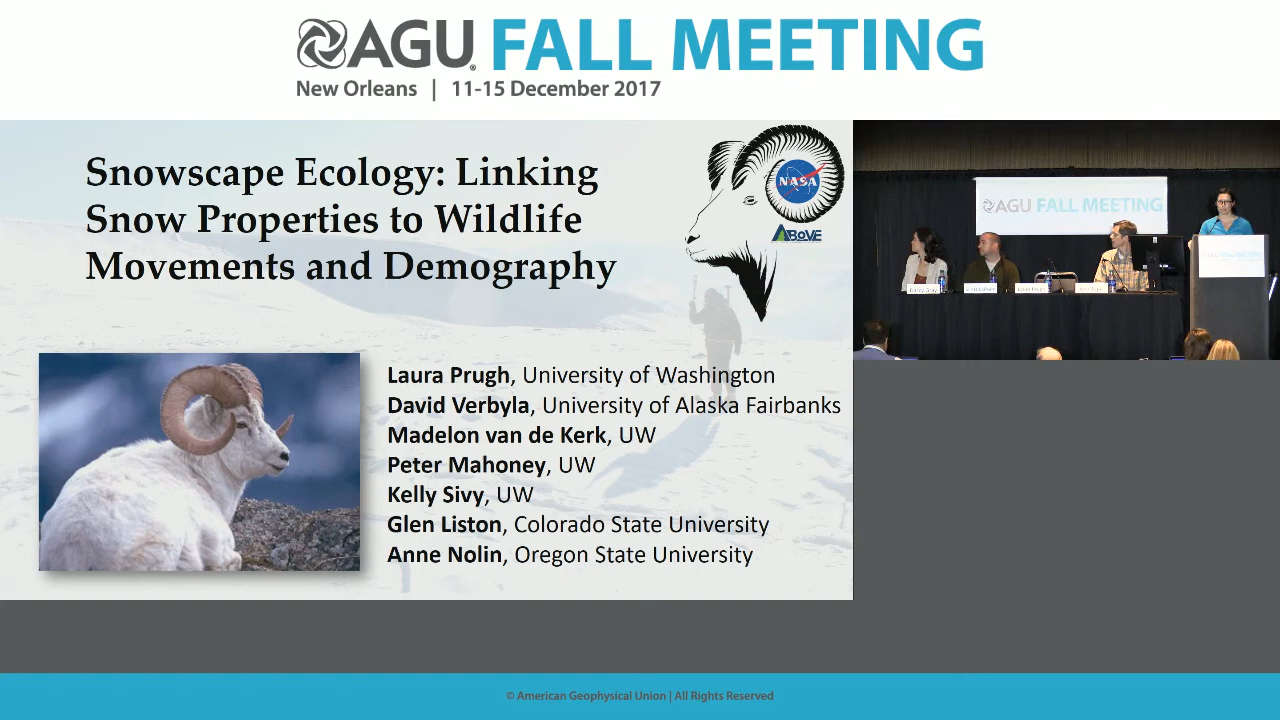 AGU FALL MEETING
New Orleans | 11-15 December 2017
Snowscape Ecology: Linking
Snow Properties to Wildlife
Movements and Demography
NASA
ABoVE
Laura Prugh, University of Washington
David Verbyla, University of Alaska Fairbanks
Madelon van de Kerk, UW
Peter Mahoney, UW
Kelly Sivy, UW
Glen Liston, Colorado State University
Anne Nolin, Oregon State University
AGU FALL MEETING
Laura Prugh
© American Geophysical Union | All Rights Reserved